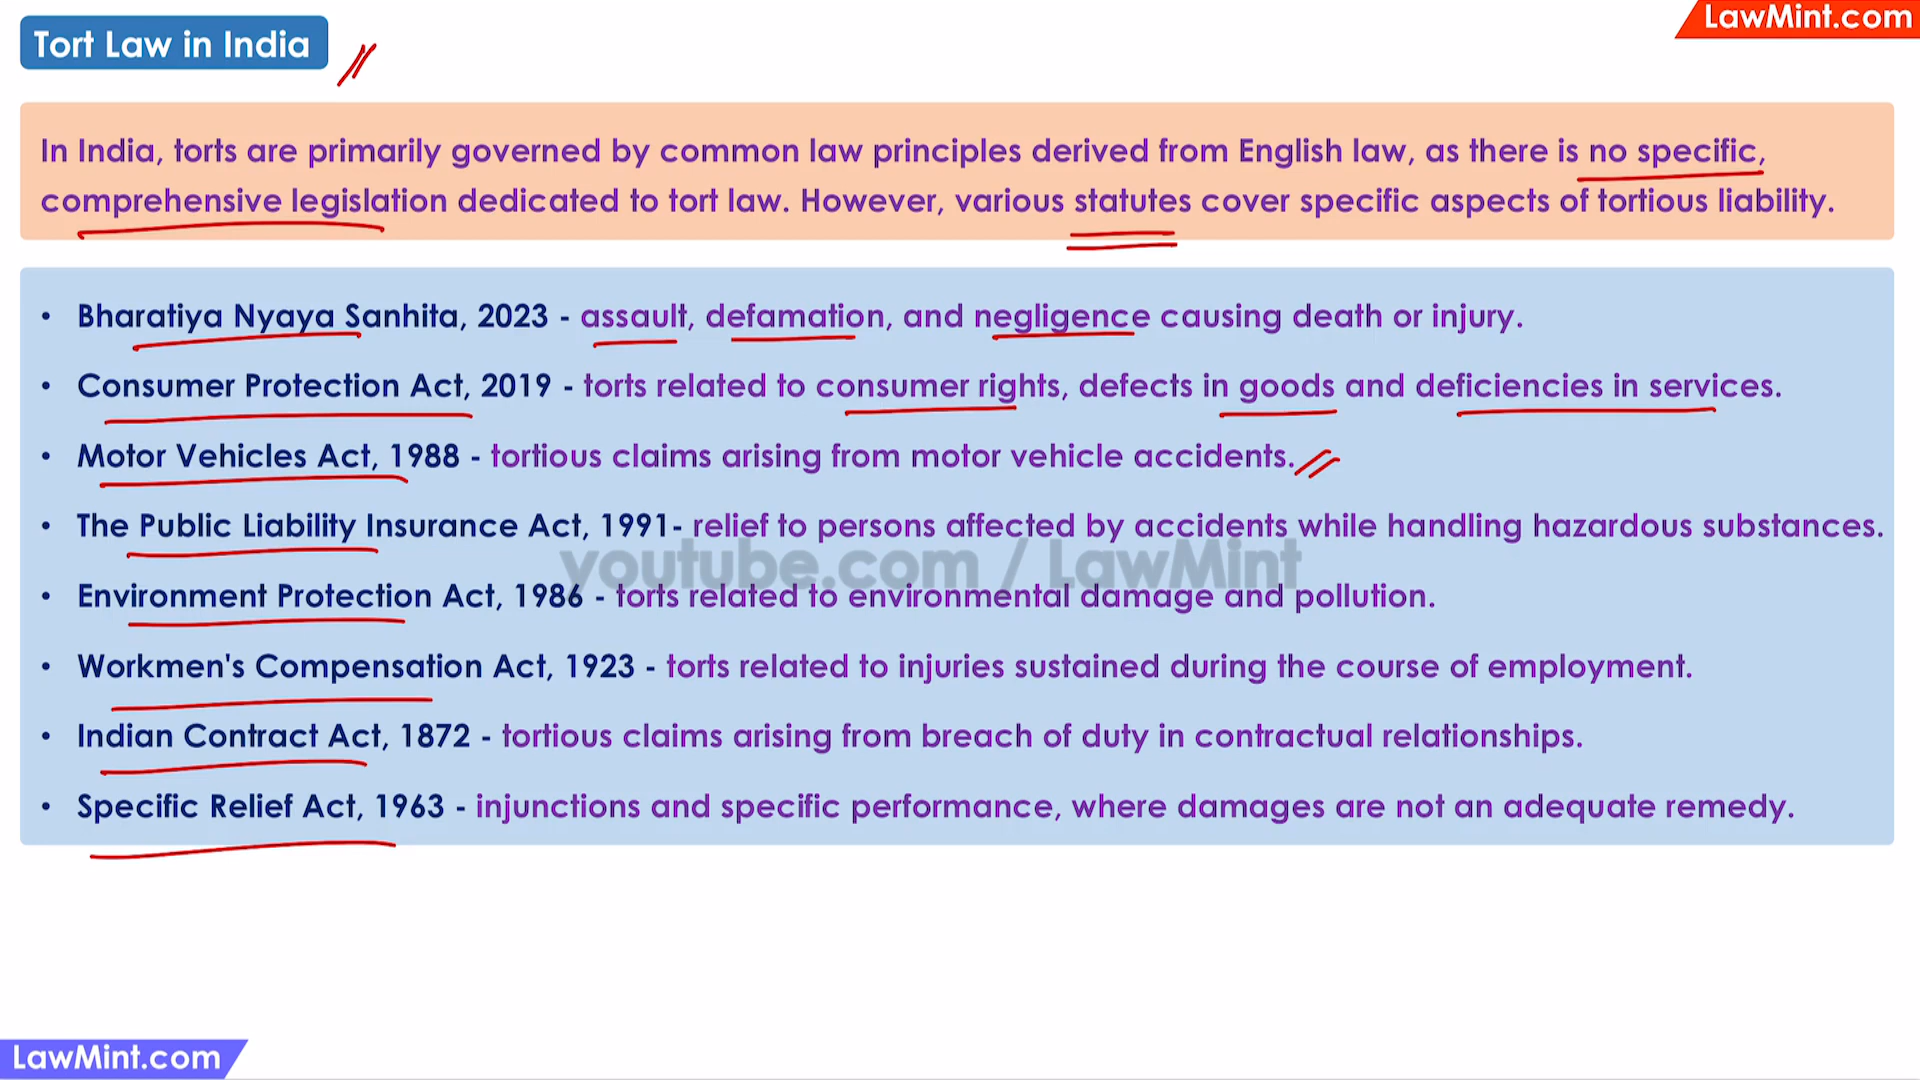 Tort Law in India
LawMint.com
In India, torts are primarily governed by common law principles derived from English law, as there is no specific,
comprehensive legislation dedicated to tort law. However, various statutes cover specific aspects of tortious liability.
• Bharatiya Nyaya Sanhita, 2023 - assault, defamation, and negligence causing death or injury.
• Consumer Protection Act, 2019 - torts related to consumer rights, defects in goods and deficiencies in services.
• Motor Vehicles Act, 1988 - tortious claims arising from motor vehicle accidents.
• The Public Liability Insurance Act, 1991- relief to persons affected by accidents while handling hazardous substances.
youtube.com / LawMint
• Environment Protection Act, 1986 - torts related to environmental damage and pollution.
• Workmen's Compensation Act, 1923 - torts related to injuries sustained during the course of employment.
• Indian Contract Act, 1872 - tortious claims arising from breach of duty in contractual relationships.
• Specific Relief Act, 1963 - injunctions and specific performance, where damages are not an adequate remedy.
LawMint.com